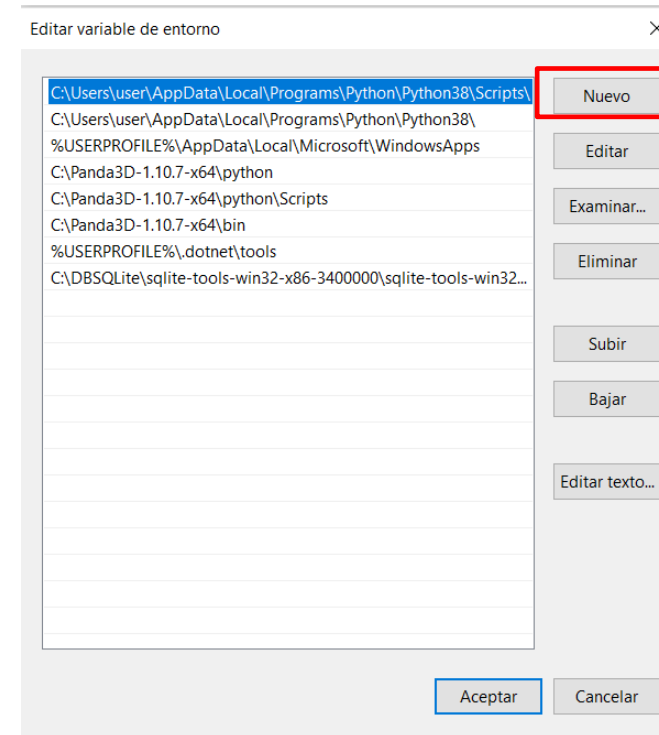 Editar variable de entorno
C:\Users\user\AppData\Local\Programs\Python\Python38\Scripts\
C:\Users\user\AppData\Local\Programs\Python\Python38\
%USERPROFILE%\AppData\Local\Microsoft\WindowsApps
C:\Panda3D-1.10.7-x64\python
C:\Panda3D-1.10.7-x64\python\Scripts
C:\Panda3D-1.10.7-x64\bin
%USERPROFILE%\.dotnet\tools
C:\DBSQLite\sqlite-tools-win32-x86-3400000\sqlite-tools-win32...
Nuevo
Editar
Examinar...
Eliminar
Subir
Bajar
Editar texto...
Aceptar
Cancelar